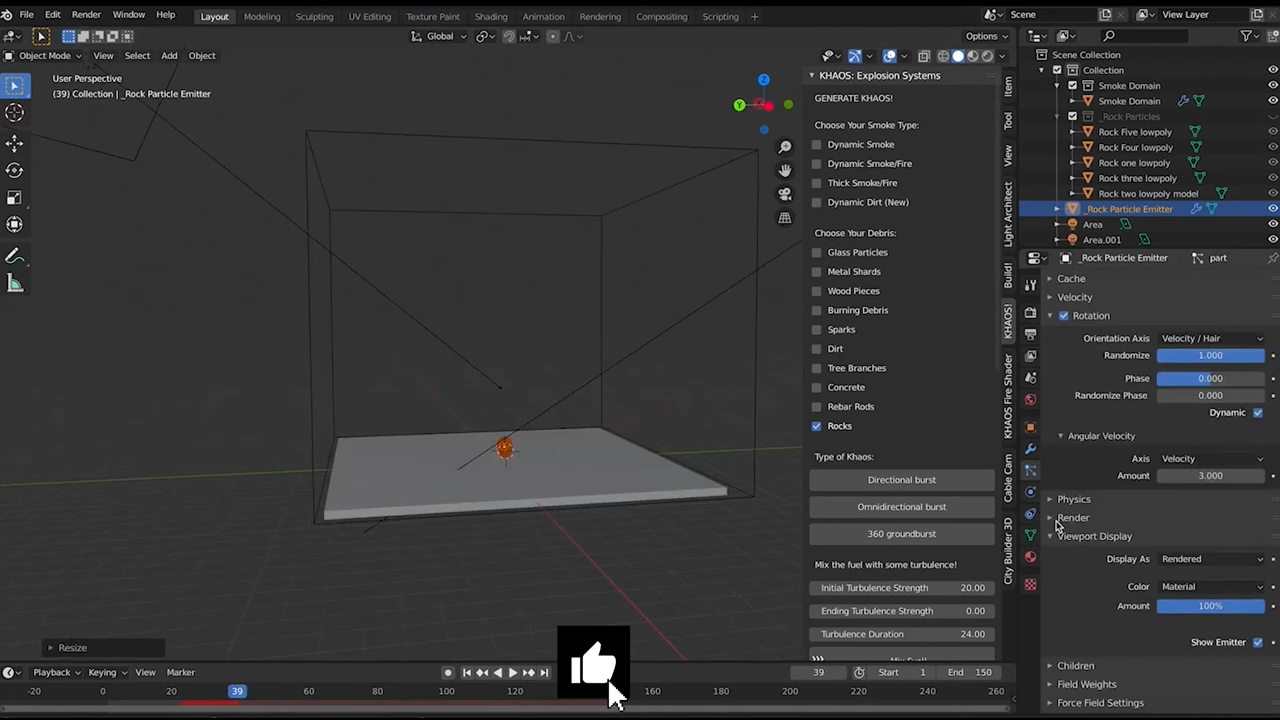 File Edit Render Window Help Layout Modeling Sculpting UV Editing Texture Paint Shading Animation Rendering Compositing Scripting + Scene View Layer
Global Options
Object Mode View Select Add Object
User Perspective
(39) Collection | _Rock Particle Emitter
Z
Y
KHAOS: Explosion Systems
GENERATE KHAOS!
Choose Your Smoke Type:
Dynamic Smoke
Dynamic Smoke/Fire
Thick Smoke/Fire
Dynamic Dirt (New)
Choose Your Debris:
Glass Particles
Metal Shards
Wood Pieces
Burning Debris
Sparks
Dirt
Tree Branches
Concrete
Rebar Rods
Rocks
Type of Khaos:
Directional burst
Omnidirectional burst
360 groundburst
Mix the fuel with some turbulence!
Initial Turbulence Strength 20.00
Ending Turbulence Strength 0.00
Turbulence Duration 24.00
Item
Tool
View
Light Architect
Build!
KHAOS!
KHAOS Fire Shader
Cable Cam
City Builder 3D
Scene Collection
Collection
Smoke Domain
Smoke Domain
_Rock Particles
Rock Five lowpoly
Rock Four lowpoly
Rock one lowpoly
Rock three lowpoly
Rock two lowpoly model
_Rock Particle Emitter
Area
Area.001
_Rock Particle Emitter part
Cache
Velocity
Rotation
Orientation Axis Velocity / Hair
Randomize 1.000
Phase 0.000
Randomize Phase 0.000
Dynamic
Angular Velocity
Axis Velocity
Amount 3.000
Physics
Render
Viewport Display
Display As Rendered
Color Material
Amount 100%
Show Emitter
Children
Field Weights
Force Field Settings
Resize
Playback Keying View Marker 39 Start 1 End 150
-20 0 20 39 60 80 100 120 160 180 200 220 240 260